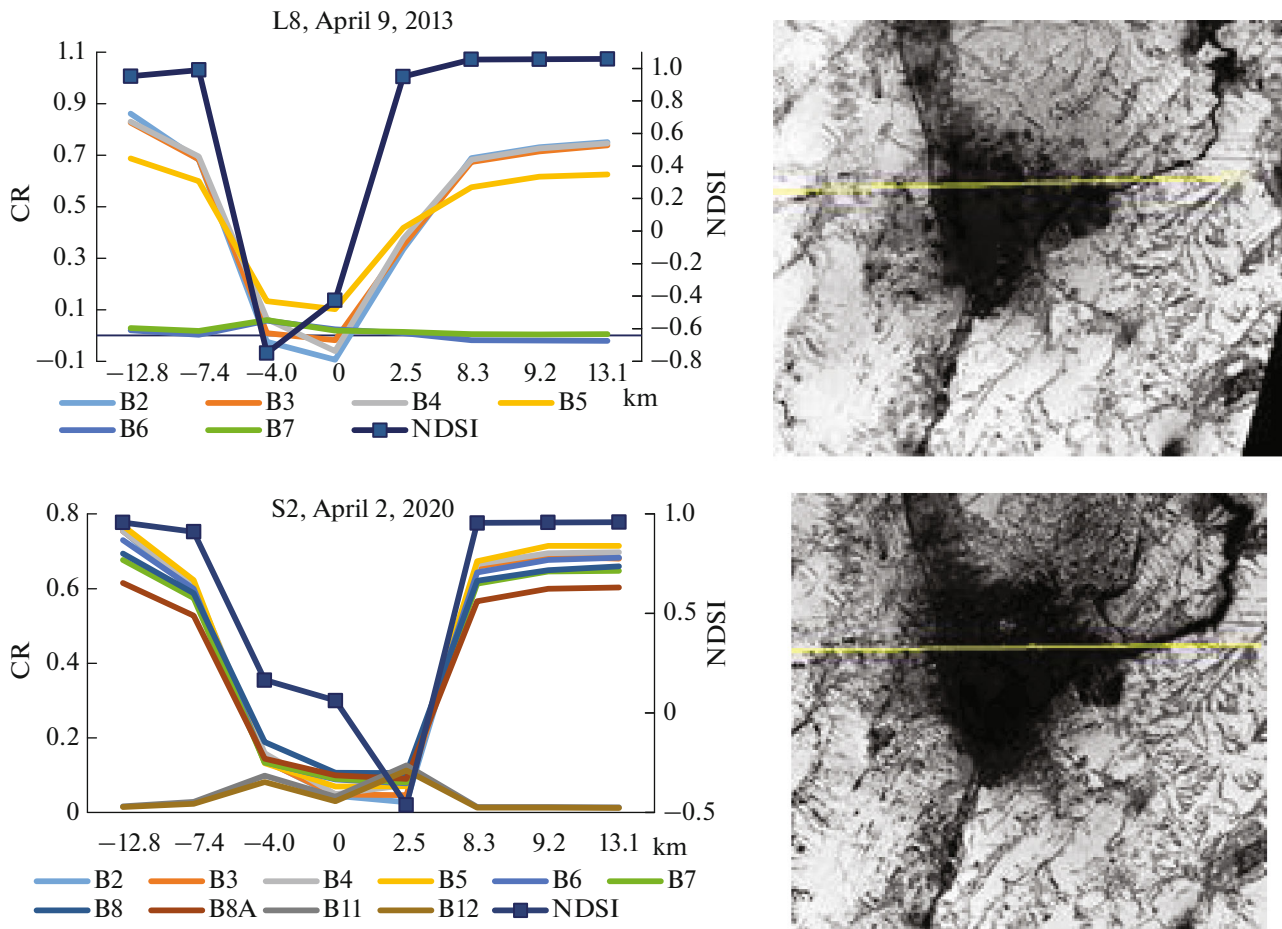 L8, April 9, 2013
1.1
0.9
0.7
0.5
0.3
0.1
−0.1
CR
1.0
0.8
0.6
0.4
0.2
0
−0.2
−0.4
−0.6
−0.8
NDSI
−12.8 −7.4 −4.0 0 2.5 8.3 9.2 13.1
km
B2 B3 B4 B5
B6 B7 NDSI
S2, April 2, 2020
0.8
0.6
0.4
0.2
0
CR
1.0
0.5
0
−0.5
NDSI
−12.8 −7.4 −4.0 0 2.5 8.3 9.2 13.1 km
B2 B3 B4 B5 B6 B7
B8 B8A B11 B12 NDSI